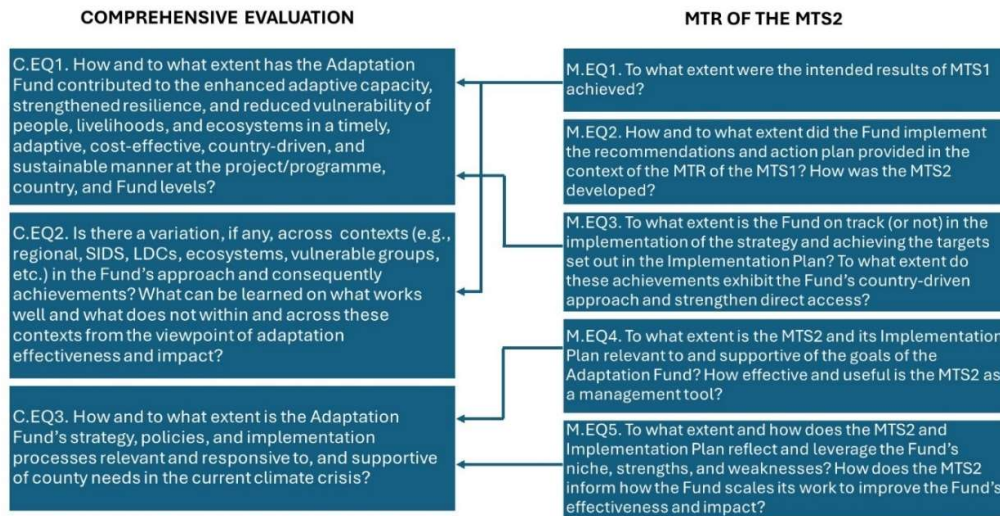 COMPREHENSIVE EVALUATION
C.EQ1. How and to what extent has the Adaptation
Fund contributed to the enhanced adaptive capacity,
strengthened resilience, and reduced vulnerability of
people, livelihoods, and ecosystems in a timely,
adaptive, cost-effective, country-driven, and
sustainable manner at the project/programme,
country, and Fund levels?
C.EQ2. Is there a variation, if any, across contexts (e.g.,
regional, SIDS, LDCs, ecosystems, vulnerable groups,
etc.) in the Fund's approach and consequently
achievements? What can be learned on what works
well and what does not within and across these
contexts from the viewpoint of adaptation
effectiveness and impact?
C.EQ3. How and to what extent is the Adaptation
Fund's strategy, policies, and implementation
processes relevant and responsive to, and supportive
of county needs in the current climate crisis?
MTR OF THE MTS2
M.EQ1. To what extent were the intended results of MTS1
achieved?
M.EQ2. How and to what extent did the Fund implement
the recommendations and action plan provided in the
context of the MTR of the MTS1? How was the MTS2
developed?
M.EQ3. To what extent is the Fund on track (or not) in the
implementation of the strategy and achieving the targets
set out in the Implementation Plan? To what extent do
these achievements exhibit the Fund's country-driven
approach and strengthen direct access?
M.EQ4. To what extent is the MTS2 and its Implementation
Plan relevant to and supportive of the goals of the
Adaptation Fund? How effective and useful is the MTS2 as
a management tool?
M.EQ5. To what extent and how does the MTS2 and
Implementation Plan reflect and leverage the Fund's
niche, strengths, and weaknesses? How does the MTS2
inform how the Fund scales its work to improve the Fund's
effectiveness and impact?